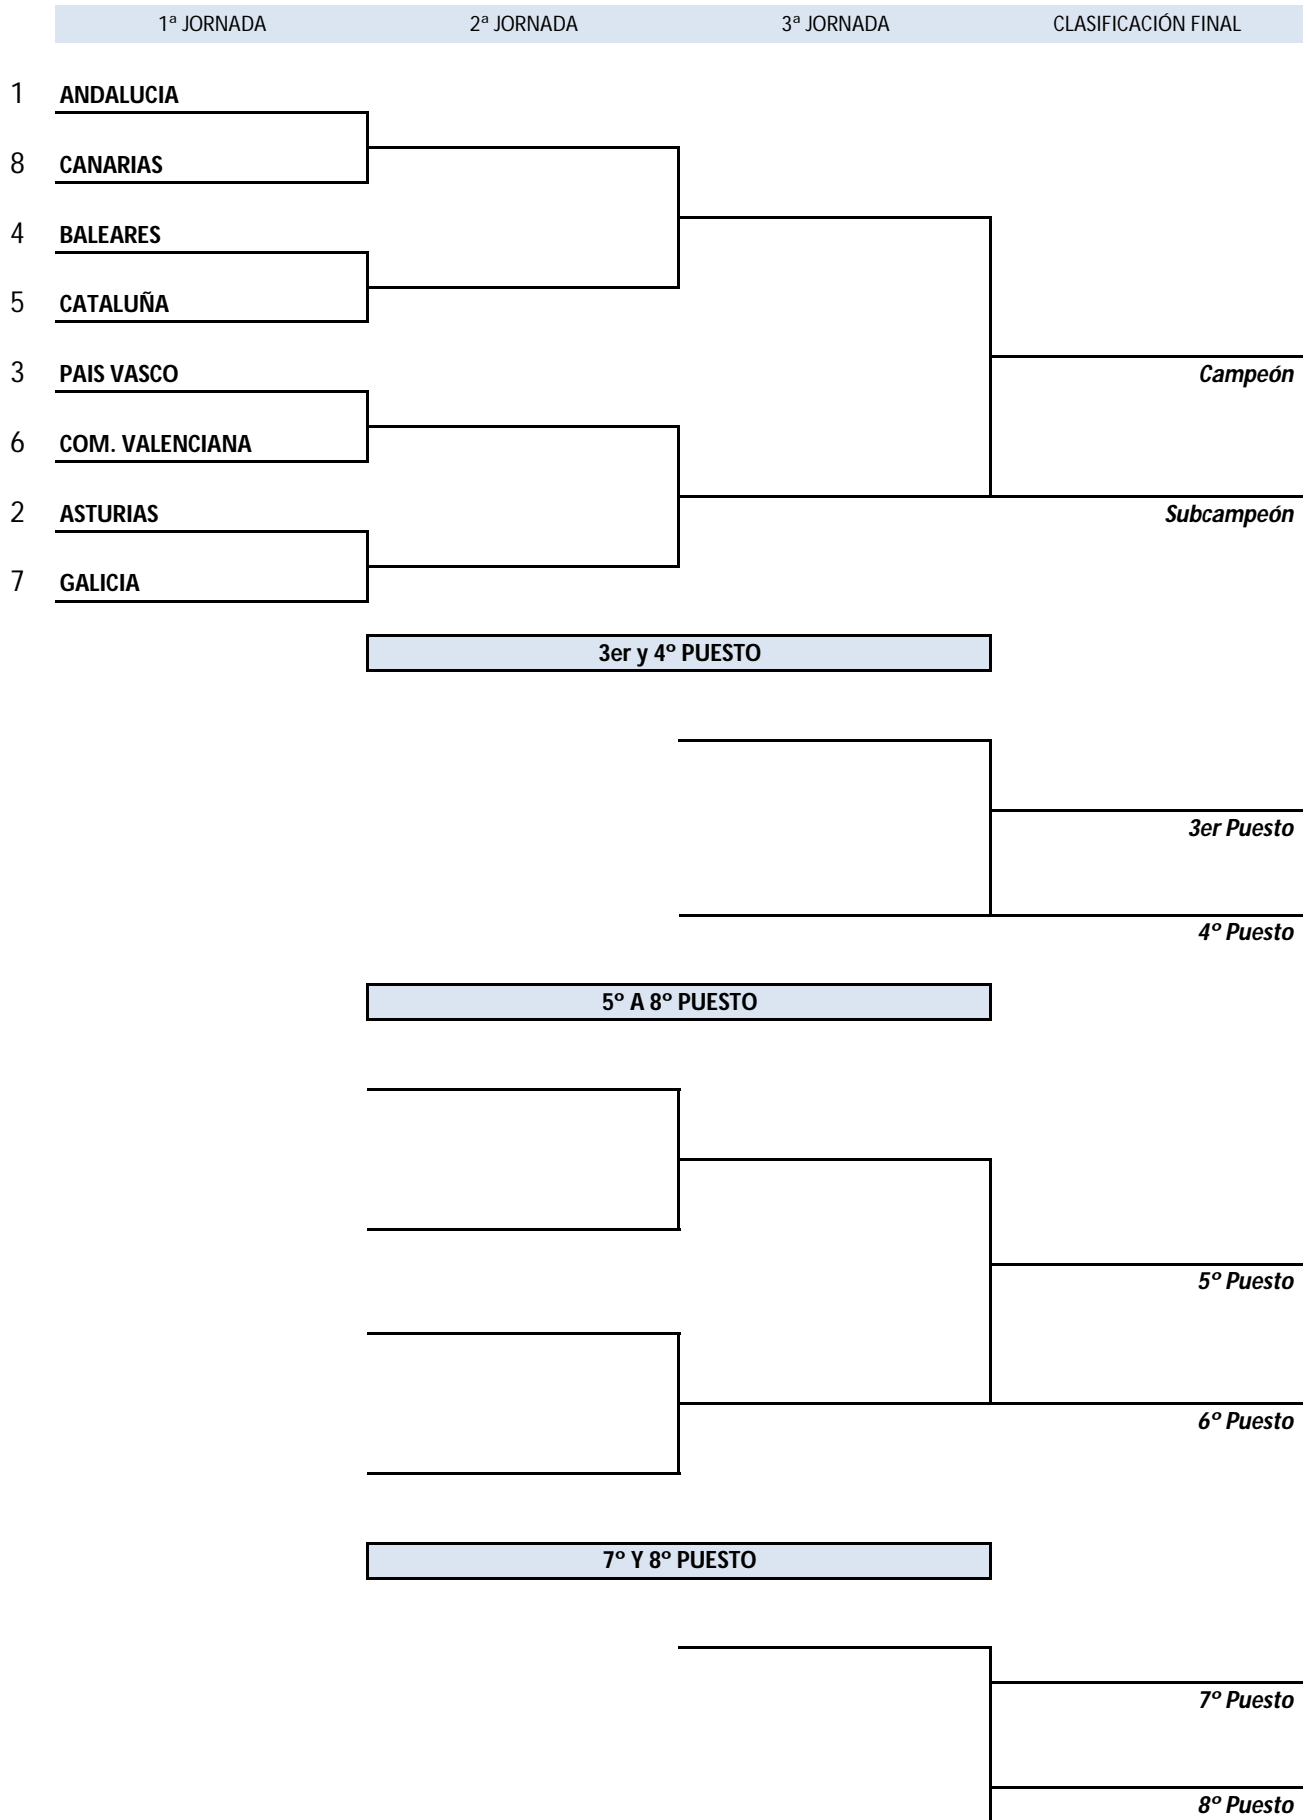 1ª JORNADA 2ª JORNADA 3ª JORNADA CLASIFICACIÓN FINAL
1 ANDALUCIA
8 CANARIAS
4 BALEARES
5 CATALUÑA
3 PAIS VASCO
Campeón
6 COM. VALENCIANA
2 ASTURIAS
Subcampeón
7 GALICIA
3er y 4º PUESTO
3er Puesto
4º Puesto
5º A 8º PUESTO
5º Puesto
6º Puesto
7º Y 8º PUESTO
7º Puesto
8º Puesto